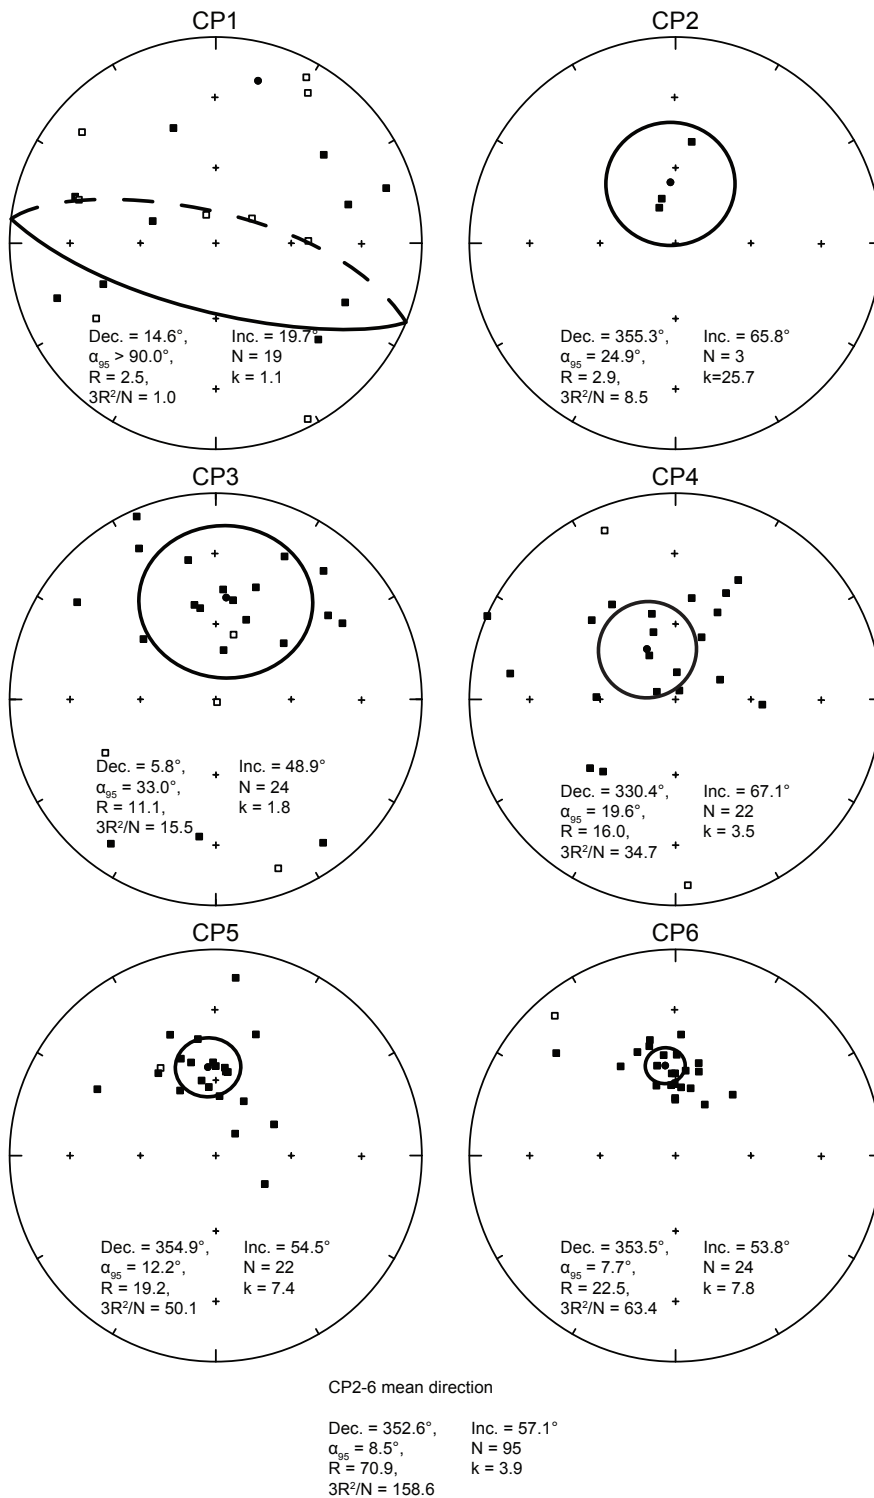 CP1
CP2
Dec. = 14.6°, Inc. = 19.7°
α95 > 90.0°, N = 19
R = 2.5, k = 1.1
3R²/N = 1.0
Dec. = 355.3°, Inc. = 65.8°
α95 = 24.9°, N = 3
R = 2.9, k=25.7
3R²/N = 8.5
CP3
CP4
Dec. = 5.8°, Inc. = 48.9°
α95 = 33.0°, N = 24
R = 11.1, k = 1.8
3R²/N = 15.5
Dec. = 330.4°, Inc. = 67.1°
α95 = 19.6°, N = 22
R = 16.0, k = 3.5
3R²/N = 34.7
CP5
CP6
Dec. = 354.9°, Inc. = 54.5°
α95 = 12.2°, N = 22
R = 19.2, k = 7.4
3R²/N = 50.1
Dec. = 353.5°, Inc. = 53.8°
α95 = 7.7°, N = 24
R = 22.5, k = 7.8
3R²/N = 63.4
CP2-6 mean direction
Dec. = 352.6°, Inc. = 57.1°
α95 = 8.5°, N = 95
R = 70.9, k = 3.9
3R²/N = 158.6